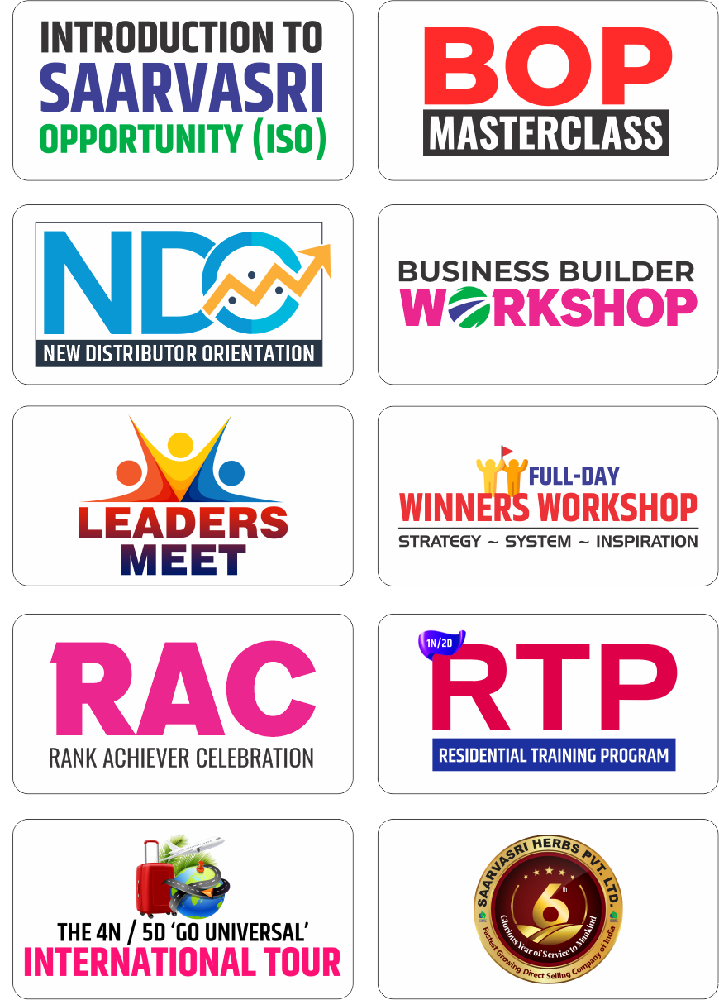 INTRODUCTION TO
SAARVASRI
OPPORTUNITY (ISO)
BOP
MASTERCLASS
NDO
NEW DISTRIBUTOR ORIENTATION
BUSINESS BUILDER
WORKSHOP
LEADERS
MEET
FULL-DAY
WINNERS WORKSHOP
STRATEGY ~ SYSTEM ~ INSPIRATION
RAC
RANK ACHIEVER CELEBRATION
1N/2D
RTP
RESIDENTIAL TRAINING PROGRAM
THE 4N / 5D ‘GO UNIVERSAL’
INTERNATIONAL TOUR
SAARVASRI HERBS PVT. LTD.
6th
Glorious Year of Service to Mankind
Fastest Growing Direct Selling Company of India